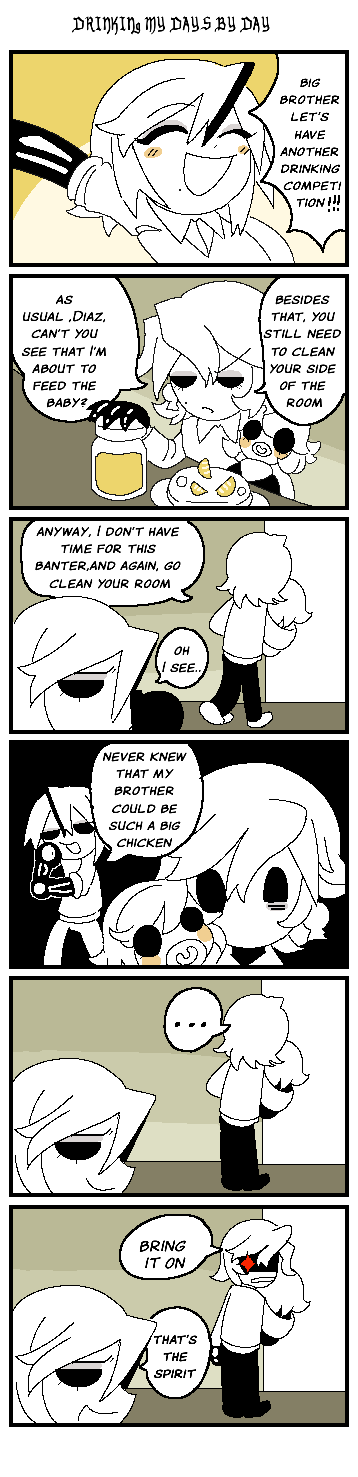 DRINKING MY DAYS BY DAY
BIG
BROTHER
LET'S
HAVE
ANOTHER
DRINKING
COMPETI
TION!!!
AS
USUAL ,DIAZ,
CAN'T YOU
SEE THAT I'M
ABOUT TO
FEED THE
BABY?
BESIDES
THAT, YOU
STILL NEED
TO CLEAN
YOUR SIDE
OF THE
ROOM
ANYWAY, I DON'T HAVE
TIME FOR THIS
BANTER,AND AGAIN, GO
CLEAN YOUR ROOM
OH
I SEE..
NEVER KNEW
THAT MY
BROTHER
COULD BE
SUCH A BIG
CHICKEN
...
BRING
IT ON
THAT'S
THE
SPIRIT